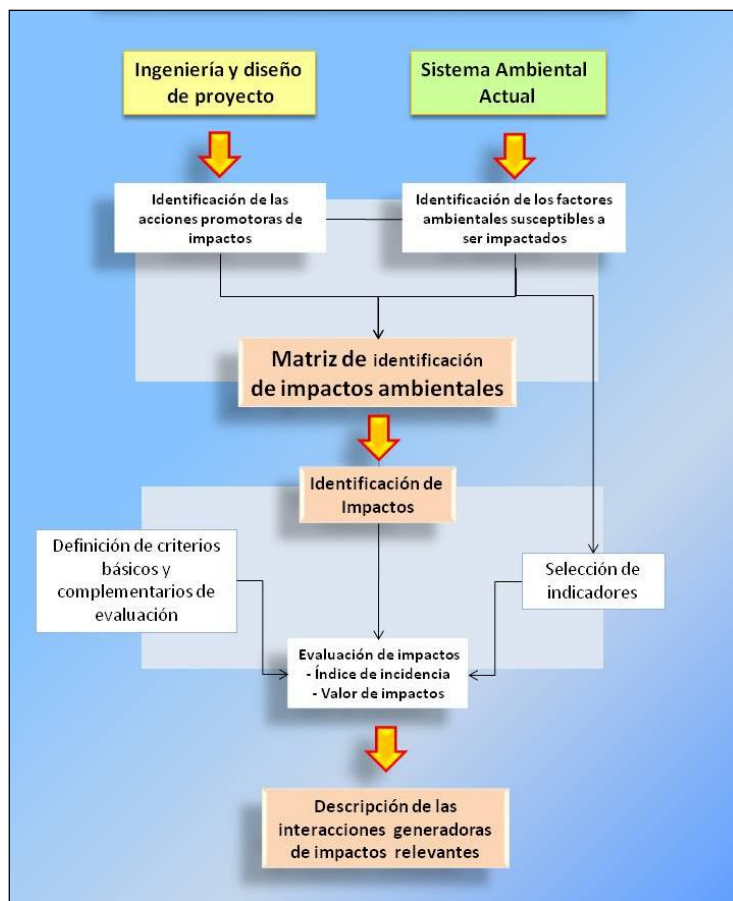 Ingeniería y diseño
de proyecto
Sistema Ambiental
Actual
Identificación de las
acciones promotoras de
impactos
Identificación de los factores
ambientales susceptibles a
ser impactados
Matriz de identificación
de impactos ambientales
Identificación de
Impactos
Definición de criterios
básicos y
complementarios de
evaluación
Selección de
indicadores
Evaluación de impactos
- Índice de incidencia
- Valor de impactos
Descripción de las
interacciones generadoras
de impactos relevantes